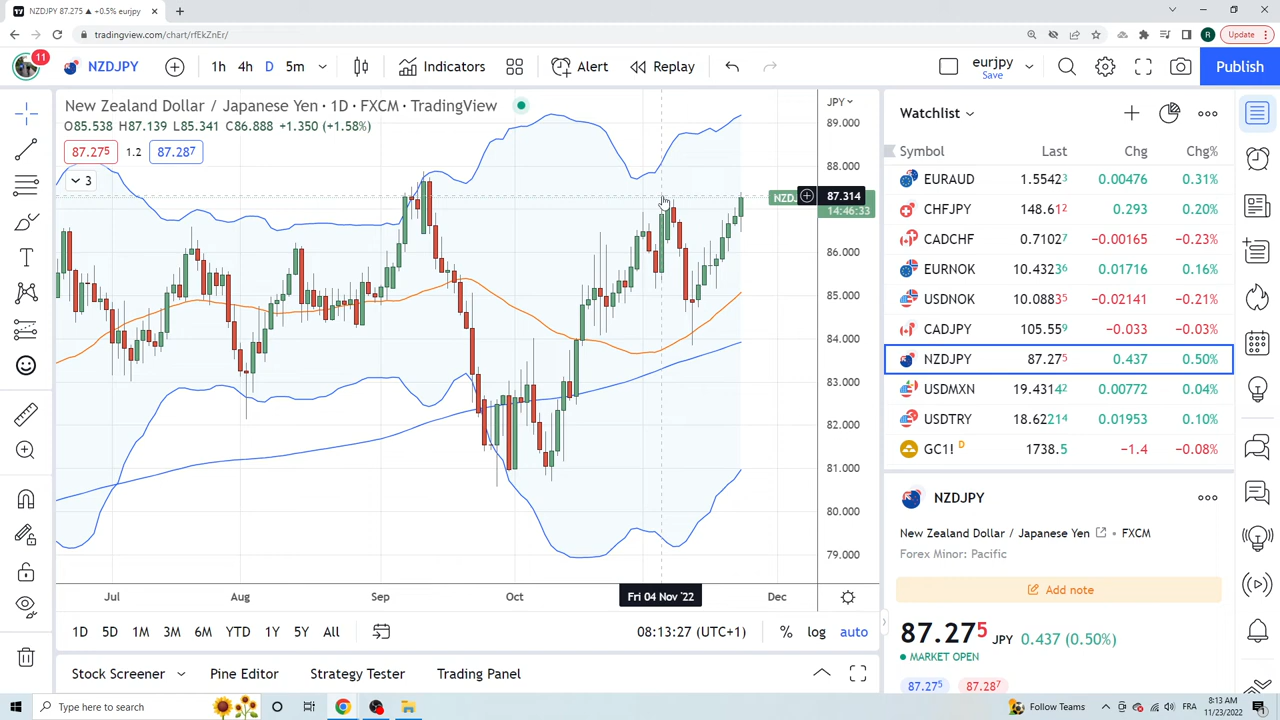 NZDJPY 87.275 ▲ +0.5% eurjpy
tradingview.com/chart/rfEkZnEr/
R
Update
11
NZDJPY
1h 4h D 5m
Indicators
Alert
Replay
eurjpy
Save
Publish
New Zealand Dollar / Japanese Yen · 1D · FXCM · TradingView
O85.538 H87.139 L85.341 C86.888 +1.350 (+1.58%)
87.275 1.2 87.287
3
JPY
89.000
88.000
NZD
87.314
14:46:33
86.000
85.000
84.000
83.000
82.000
81.000
80.000
79.000
Jul Aug Sep Oct Fri 04 Nov '22 Dec
1D 5D 1M 3M 6M YTD 1Y 5Y All
08:13:27 (UTC+1) % log auto
Stock Screener Pine Editor Strategy Tester Trading Panel
Watchlist
Symbol Last Chg Chg%
EURAUD 1.55423 0.00476 0.31%
CHFJPY 148.612 0.293 0.20%
CADCHF 0.71027 −0.00165 −0.23%
EURNOK 10.43236 0.01716 0.16%
USDNOK 10.08835 −0.02141 −0.21%
CADJPY 105.559 −0.033 −0.03%
NZDJPY 87.275 0.437 0.50%
USDMXN 19.43142 0.00772 0.04%
USDTRY 18.62214 0.01953 0.10%
GC1! D 1738.5 −1.4 −0.08%
NZDJPY
New Zealand Dollar / Japanese Yen • FXCM
Forex Minor: Pacific
Add note
87.275 JPY 0.437 (0.50%)
MARKET OPEN
87.275 87.287
Type here to search
Follow Teams
FRA
8:13 AM
11/23/2022